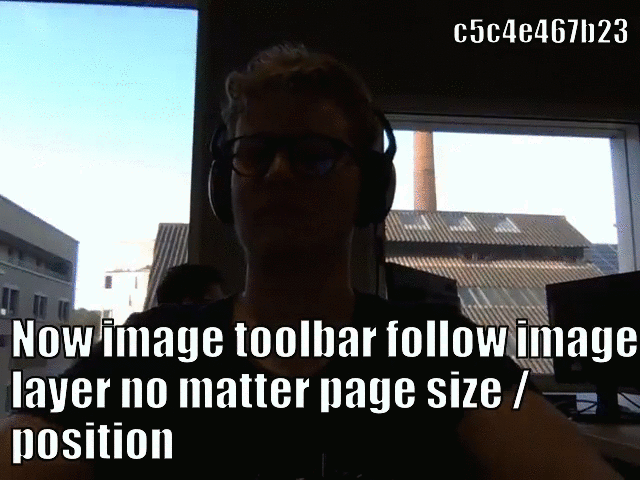 c5c4e467b23
Now image toolbar follow image
layer no matter page size /
position